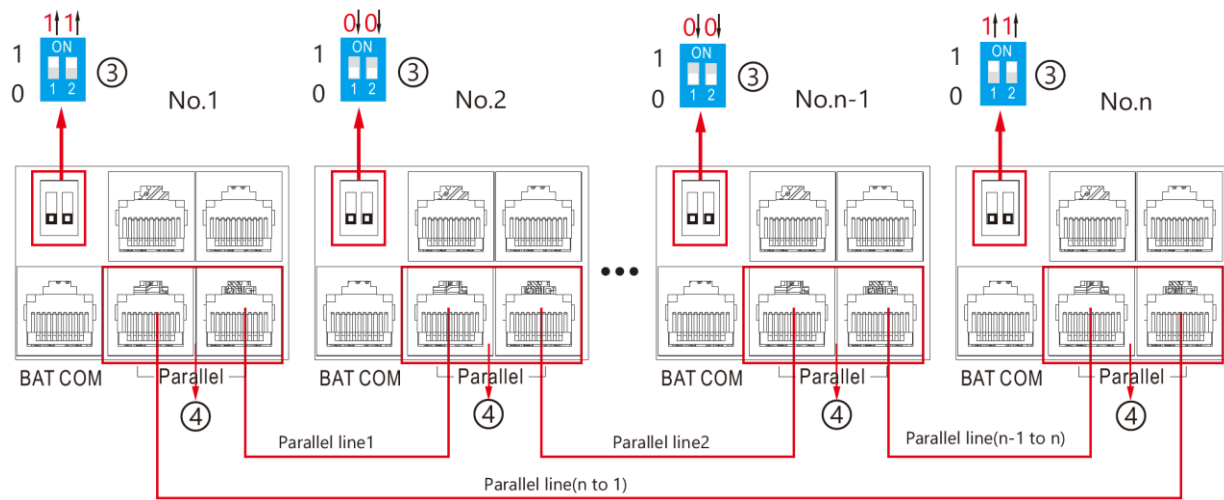 1↑1↑ 0↓0↓ 0↓0↓ 1↑1↑
1 ON ③ 1 ON ③ 1 ON ③ 1 ON ③
0 1 2 0 1 2 0 1 2 0 1 2
No.1 No.2 No.n-1 No.n
•••
BAT COM Parallel BAT COM Parallel BAT COM Parallel BAT COM Parallel
④ ④ ④ ④
Parallel line1 Parallel line2 Parallel line(n-1 to n)
Parallel line(n to 1)